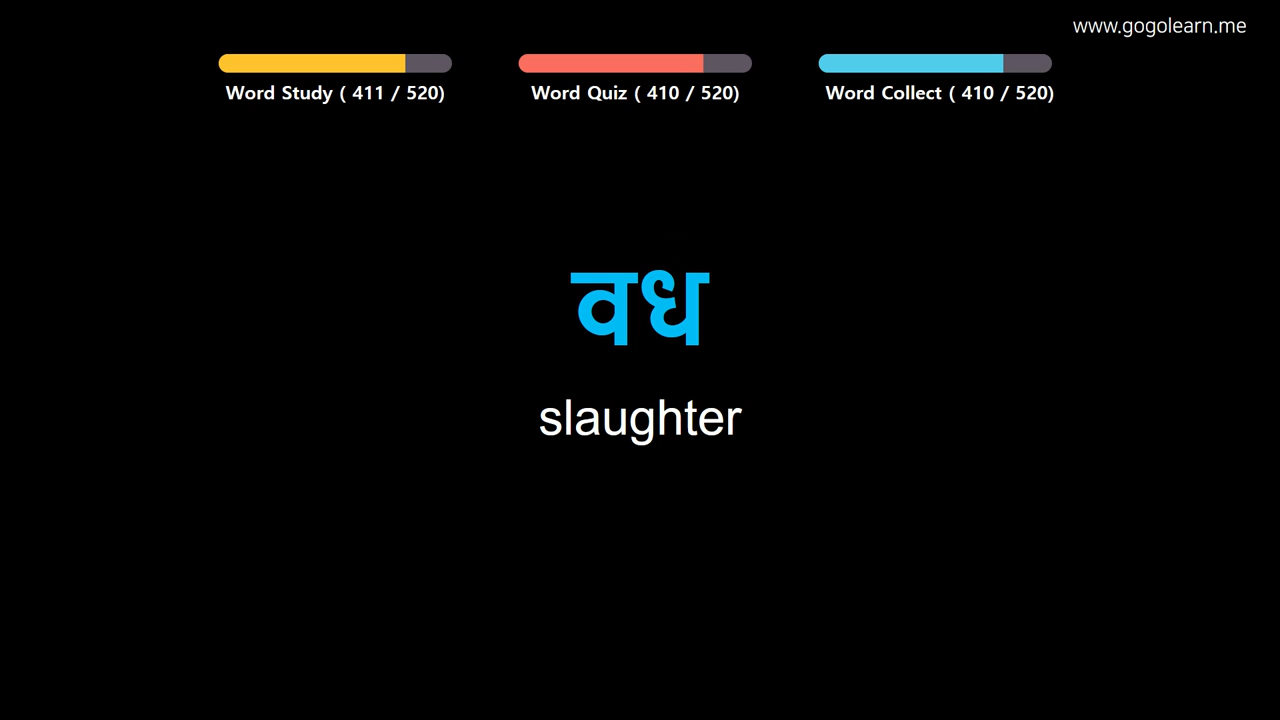 www.gogolearn.me
Word Study ( 411 / 520)
Word Quiz ( 410 / 520)
Word Collect ( 410 / 520)
वध
slaughter